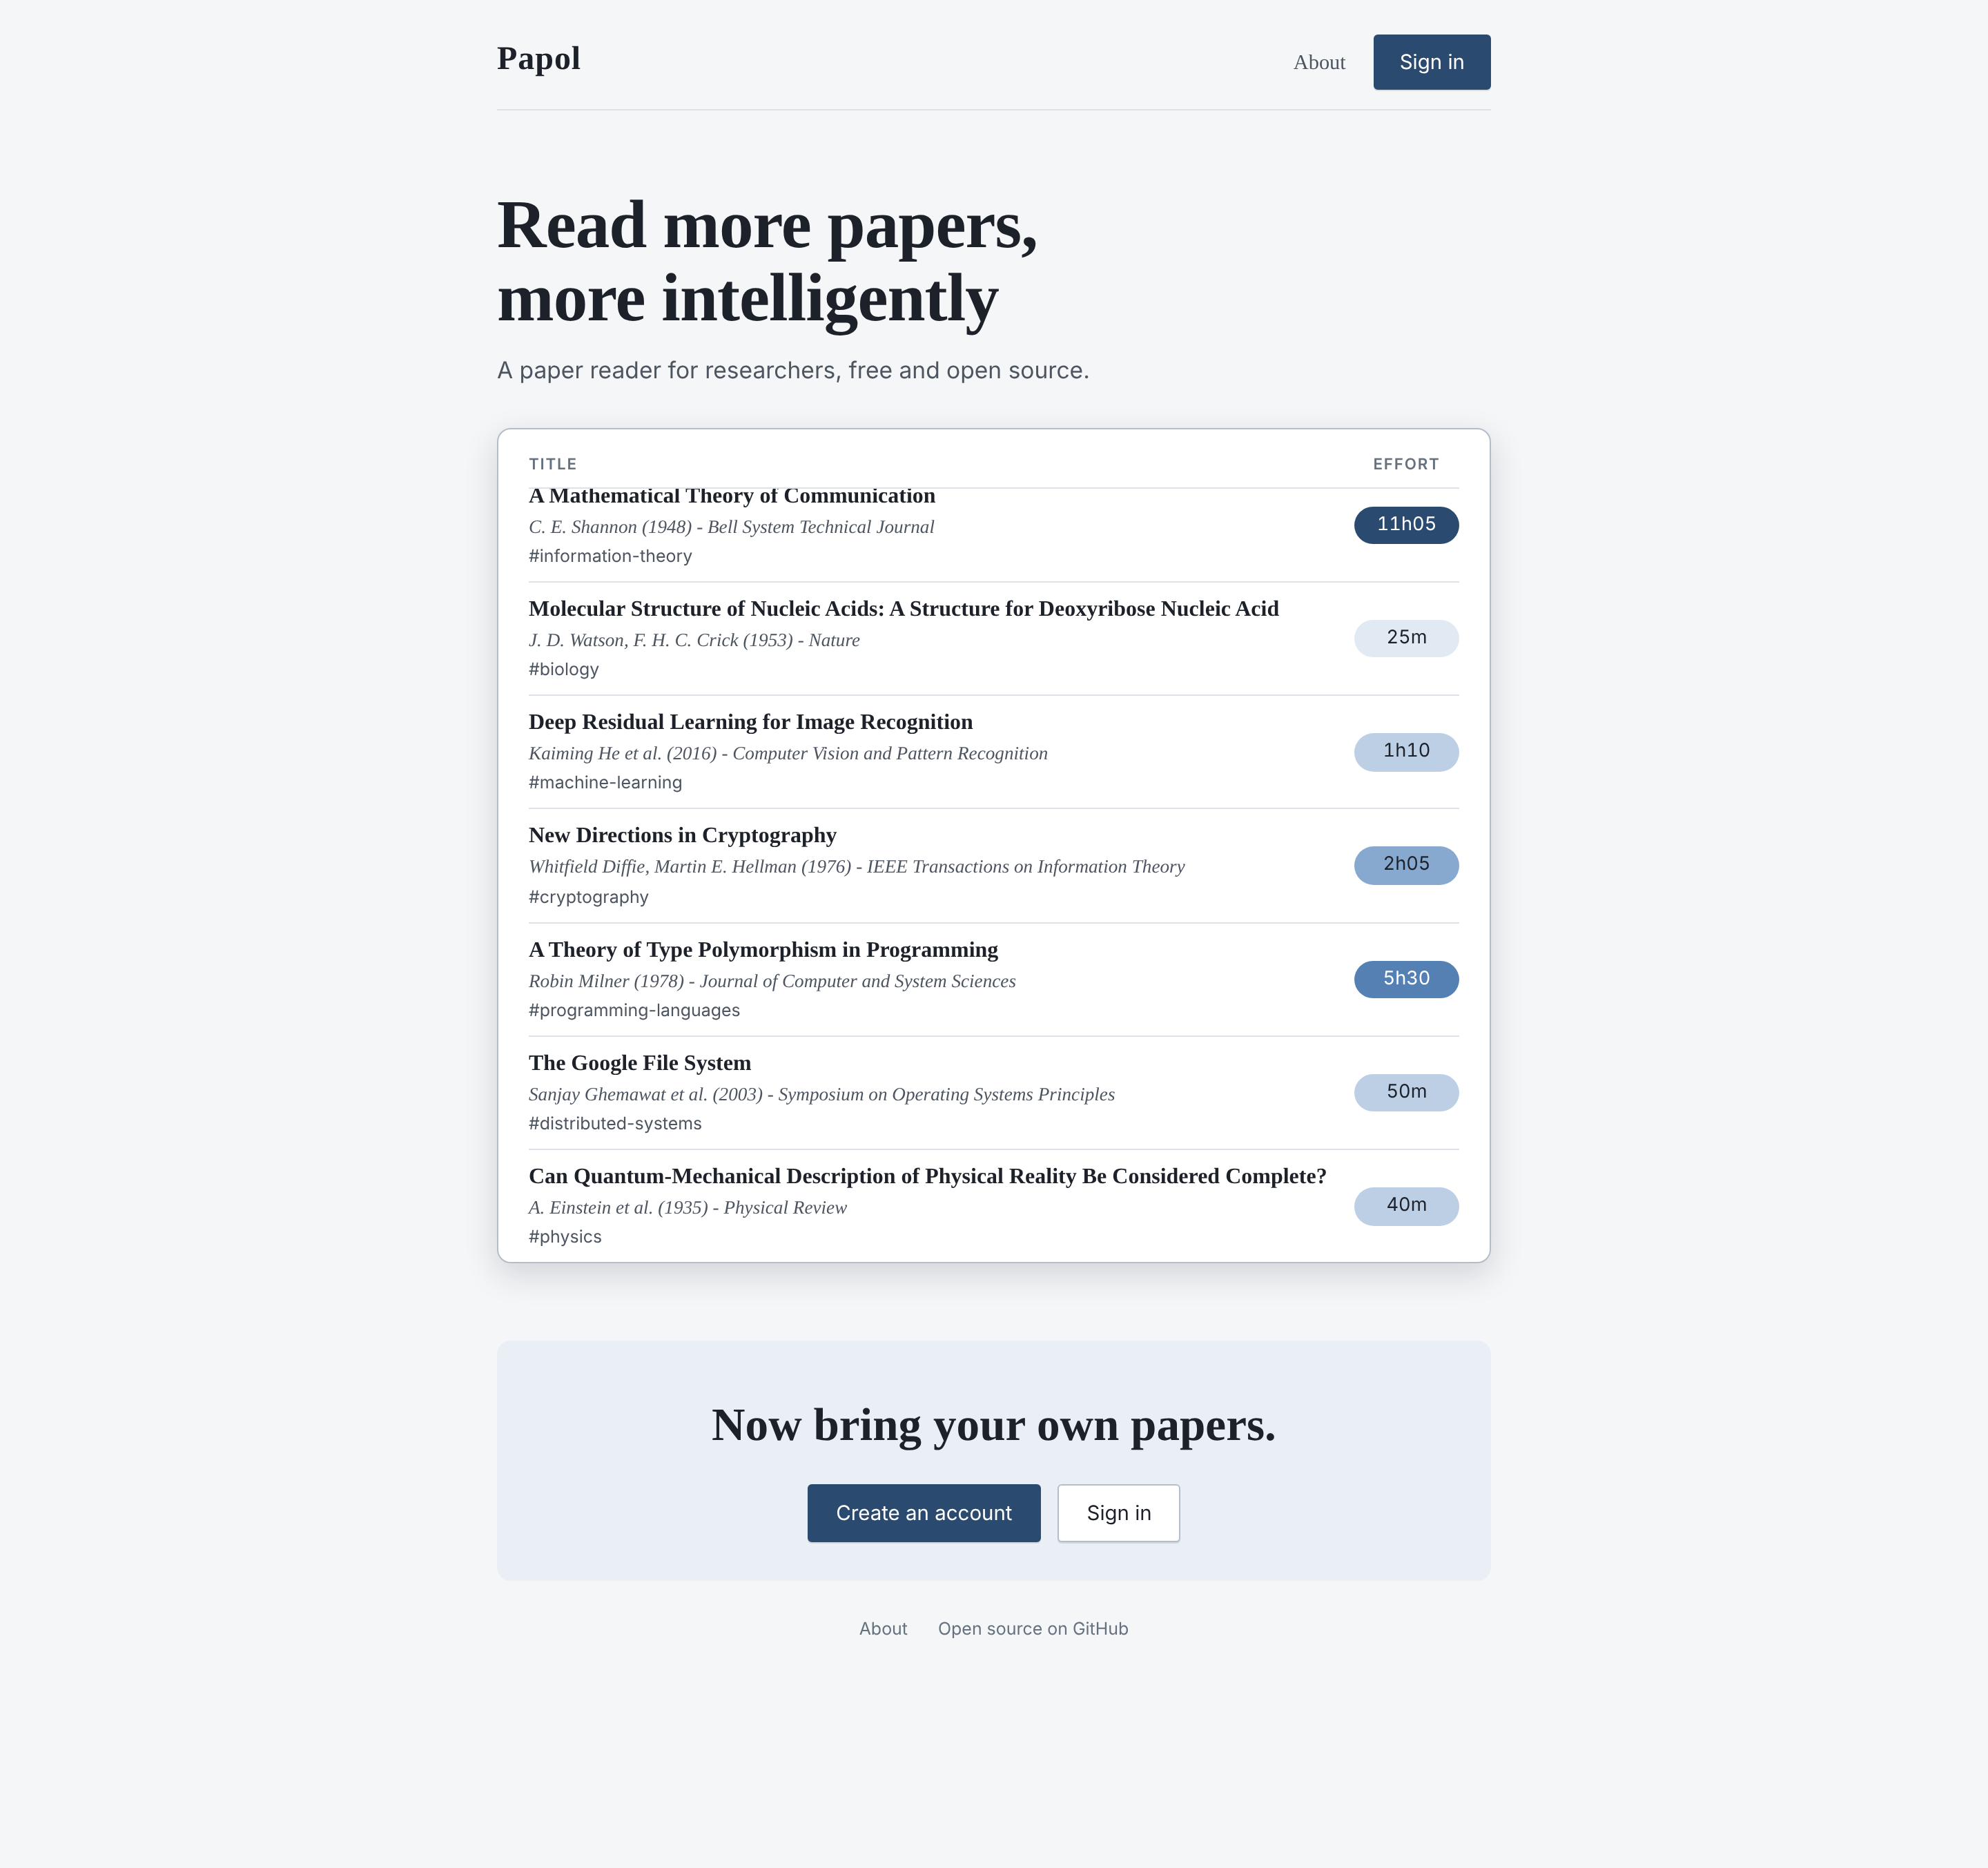 Papol
About
Sign in
Read more papers,
more intelligently
A paper reader for researchers, free and open source.
TITLE
EFFORT
A Mathematical Theory of Communication
C. E. Shannon (1948) - Bell System Technical Journal
#information-theory
11h05
Molecular Structure of Nucleic Acids: A Structure for Deoxyribose Nucleic Acid
J. D. Watson, F. H. C. Crick (1953) - Nature
#biology
25m
Deep Residual Learning for Image Recognition
Kaiming He et al. (2016) - Computer Vision and Pattern Recognition
#machine-learning
1h10
New Directions in Cryptography
Whitfield Diffie, Martin E. Hellman (1976) - IEEE Transactions on Information Theory
#cryptography
2h05
A Theory of Type Polymorphism in Programming
Robin Milner (1978) - Journal of Computer and System Sciences
#programming-languages
5h30
The Google File System
Sanjay Ghemawat et al. (2003) - Symposium on Operating Systems Principles
#distributed-systems
50m
Can Quantum-Mechanical Description of Physical Reality Be Considered Complete?
A. Einstein et al. (1935) - Physical Review
#physics
40m
Now bring your own papers.
Create an account
Sign in
About
Open source on GitHub